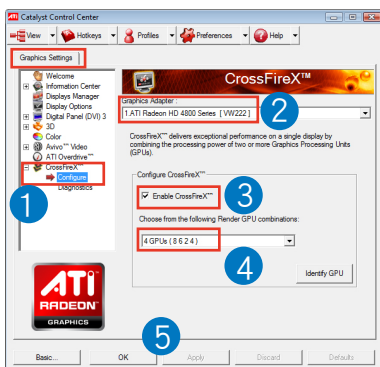 ATI Catalyst Control Center
View Hotkeys Profiles Preferences Help
Graphics Settings
Welcome
Information Center
Displays Manager
Display Options
Digital Panel (DVI) 3
3D
Color
Avivo™ Video
ATI Overdrive™
CrossFireX™
Configure
Diagnostics
1
CrossFireX™
Graphics Adapter :
1.ATI Radeon HD 4800 Series [ VW222 ]
2
CrossFireX™ delivers exceptional performance on a single display by
combining the processing power of two or more Graphics Processing Units
(GPUs).
Configure CrossFireX™
Enable CrossFireX™
3
Choose from the following Render GPU combinations:
4 GPUs ( 8 6 2 4 )
4
Identify GPU
ATI
RADEON
GRAPHICS
5
Basic... OK Apply Discard Defaults